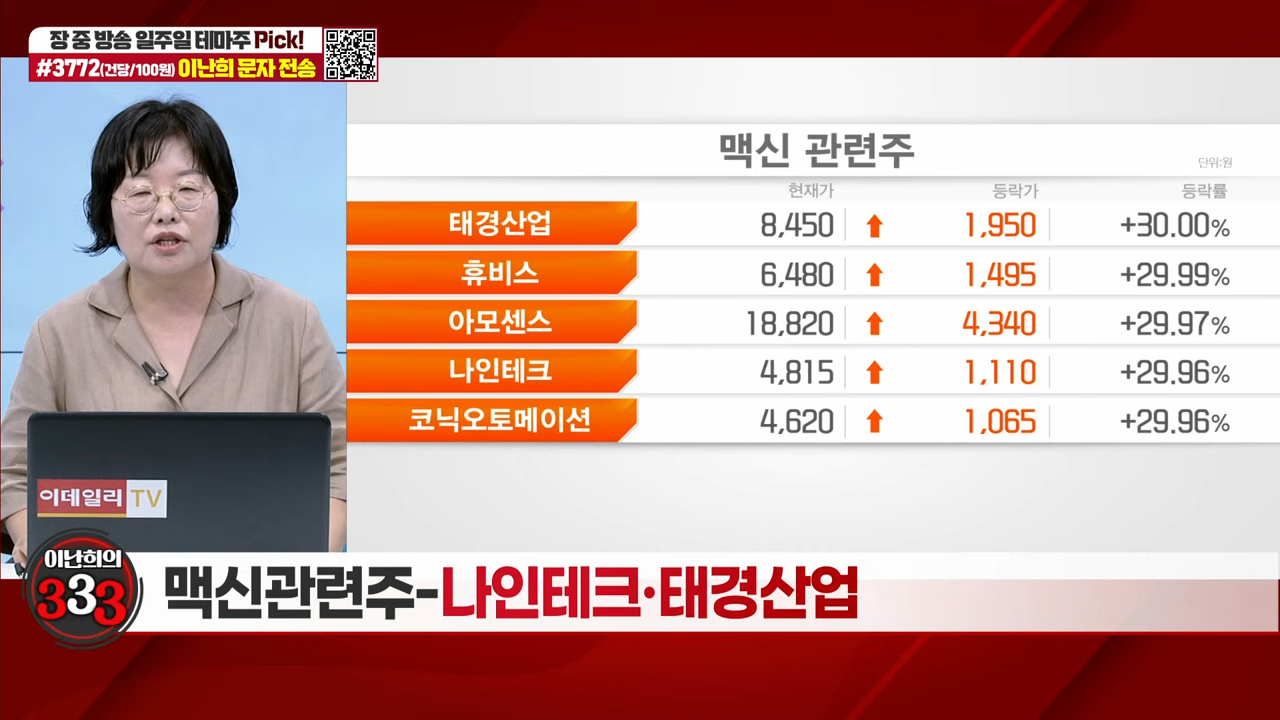 장 중 방송 일주일 테마주 Pick!
#3772(건당/100원) 이난희 문자 전송
맥신 관련주
단위:원
현재가 등락가 등락률
태경산업 8,450 1,950 +30.00%
휴비스 6,480 1,495 +29.99%
아모센스 18,820 4,340 +29.97%
나인테크 4,815 1,110 +29.96%
코닉오토메이션 4,620 1,065 +29.96%
이데일리TV
이난희의
333
맥신관련주-나인테크·태경산업